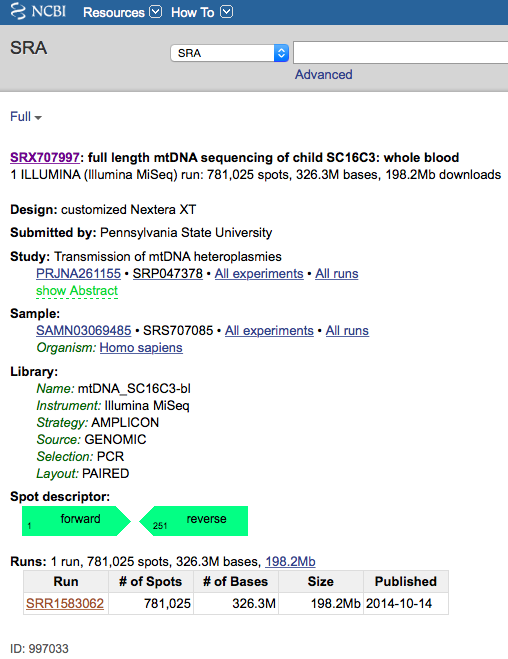 NCBI Resources How To
SRA
SRA
Advanced
Full
SRX707997: full length mtDNA sequencing of child SC16C3: whole blood
1 ILLUMINA (Illumina MiSeq) run: 781,025 spots, 326.3M bases, 198.2Mb downloads
Design: customized Nextera XT
Submitted by: Pennsylvania State University
Study: Transmission of mtDNA heteroplasmies
PRJNA261155 • SRP047378 • All experiments • All runs
show Abstract
Sample:
SAMN03069485 • SRS707085 • All experiments • All runs
Organism: Homo sapiens
Library:
Name: mtDNA_SC16C3-bl
Instrument: Illumina MiSeq
Strategy: AMPLICON
Source: GENOMIC
Selection: PCR
Layout: PAIRED
Spot descriptor:
1 forward 251 reverse
Runs: 1 run, 781,025 spots, 326.3M bases, 198.2Mb
Run # of Spots # of Bases Size Published
SRR1583062 781,025 326.3M 198.2Mb 2014-10-14
ID: 997033